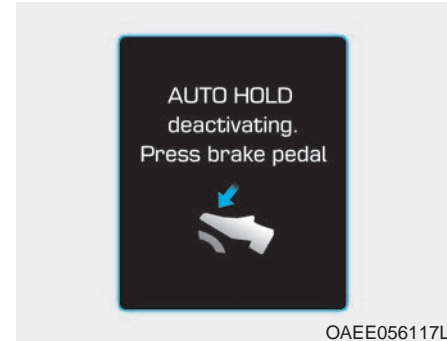 AUTO HOLD
deactivating.
Press brake pedal
OAEE056117L